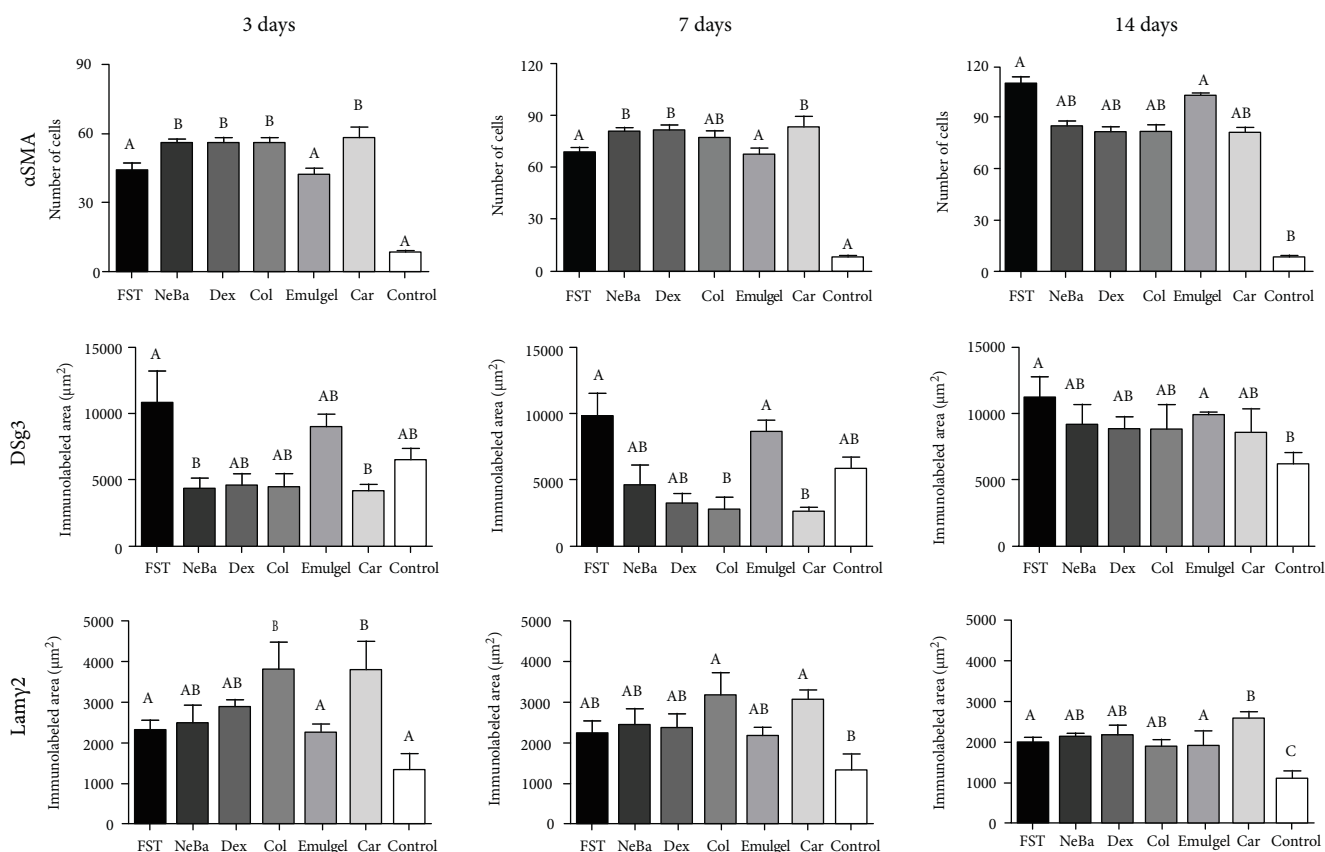 3 days
7 days
14 days
αSMA
Number of cells
90
60
30
0
A
B
B
B
A
B
A
FST NeBa Dex Col Emulgel Car Control
Number of cells
120
90
60
30
0
A
B
B
AB
A
B
A
FST NeBa Dex Col Emulgel Car Control
Number of cells
120
90
60
30
0
A
AB
AB
AB
A
AB
B
FST NeBa Dex Col Emulgel Car Control
DSg3
Immunolabeled area (μm²)
15000
10000
5000
0
A
B
AB
AB
AB
B
AB
FST NeBa Dex Col Emulgel Car Control
Immunolabeled area (μm²)
15000
10000
5000
0
A
AB
AB
B
A
B
AB
FST NeBa Dex Col Emulgel Car Control
Immunolabeled area (μm²)
15000
10000
5000
0
A
AB
AB
AB
A
AB
B
FST NeBa Dex Col Emulgel Car Control
Lamγ2
Immunolabeled area (μm²)
5000
4000
3000
2000
1000
0
A
AB
AB
B
A
B
A
FST NeBa Dex Col Emulgel Car Control
Immunolabeled area (μm²)
5000
4000
3000
2000
1000
0
AB
AB
AB
A
AB
A
B
FST NeBa Dex Col Emulgel Car Control
Immunolabeled area (μm²)
5000
4000
3000
2000
1000
0
A
AB
AB
AB
A
B
C
FST NeBa Dex Col Emulgel Car Control